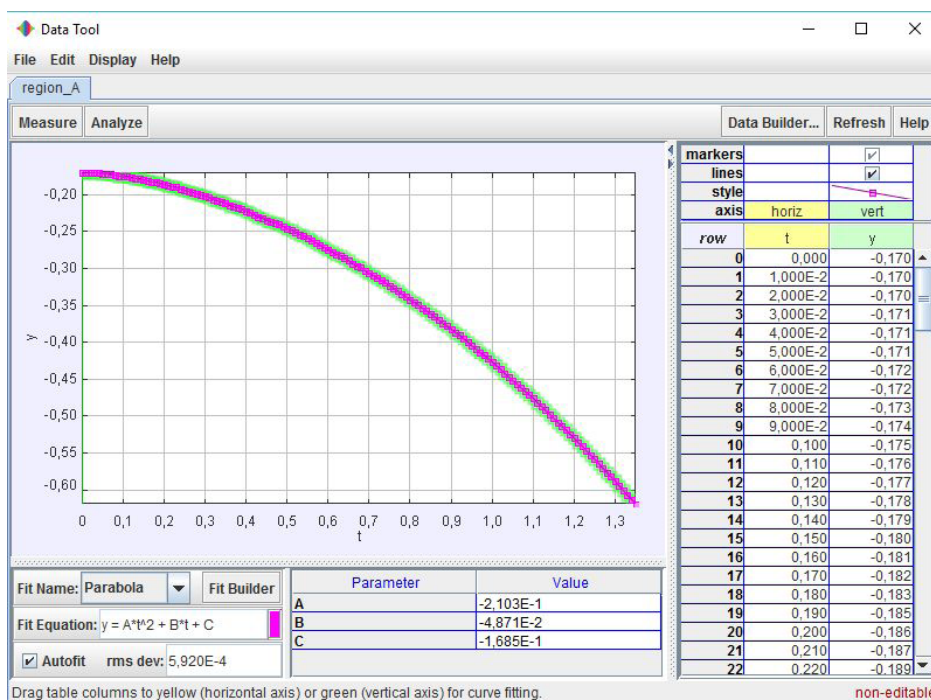 Data Tool
File Edit Display Help
region_A
Measure Analyze Data Builder... Refresh Help
-0,20
-0,25
-0,30
-0,35
-0,40
-0,45
-0,50
-0,55
-0,60
y
0 0,1 0,2 0,3 0,4 0,5 0,6 0,7 0,8 0,9 1,0 1,1 1,2 1,3
t
markers
lines
style
axis horiz vert
row t y
0 0,000 -0,170
1 1,000E-2 -0,170
2 2,000E-2 -0,170
3 3,000E-2 -0,171
4 4,000E-2 -0,171
5 5,000E-2 -0,171
6 6,000E-2 -0,172
7 7,000E-2 -0,172
8 8,000E-2 -0,173
9 9,000E-2 -0,174
10 0,100 -0,175
11 0,110 -0,176
12 0,120 -0,177
13 0,130 -0,178
14 0,140 -0,179
15 0,150 -0,180
16 0,160 -0,181
17 0,170 -0,182
18 0,180 -0,183
19 0,190 -0,185
20 0,200 -0,186
21 0,210 -0,187
22 0,220 -0,189
Fit Name: Parabola Fit Builder
Fit Equation: y = A*t^2 + B*t + C
Autofit rms dev: 5,920E-4
Parameter Value
A -2,103E-1
B -4,871E-2
C -1,685E-1
Drag table columns to yellow (horizontal axis) or green (vertical axis) for curve fitting. non-editable